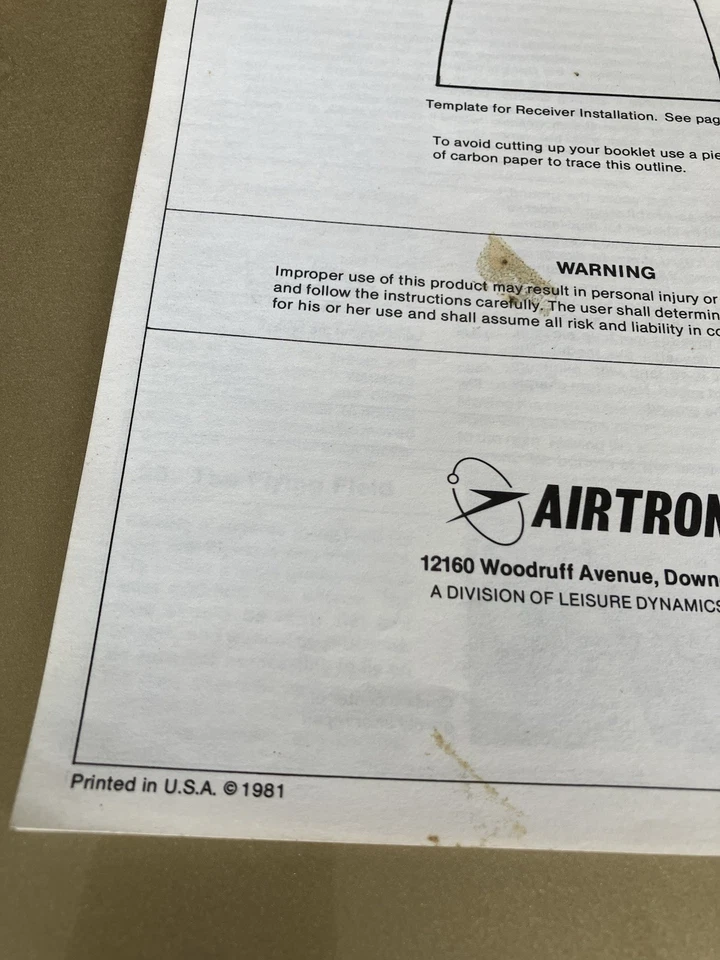 Template for Receiver Installation. See pag
To avoid cutting up your booklet use a pie
of carbon paper to trace this outline.
WARNING
Improper use of this product may result in personal injury or
and follow the instructions carefully. The user shall determin
for his or her use and shall assume all risk and liability in co
AIRTRON
12160 Woodruff Avenue, Down
A DIVISION OF LEISURE DYNAMICS
Printed in U.S.A. © 1981